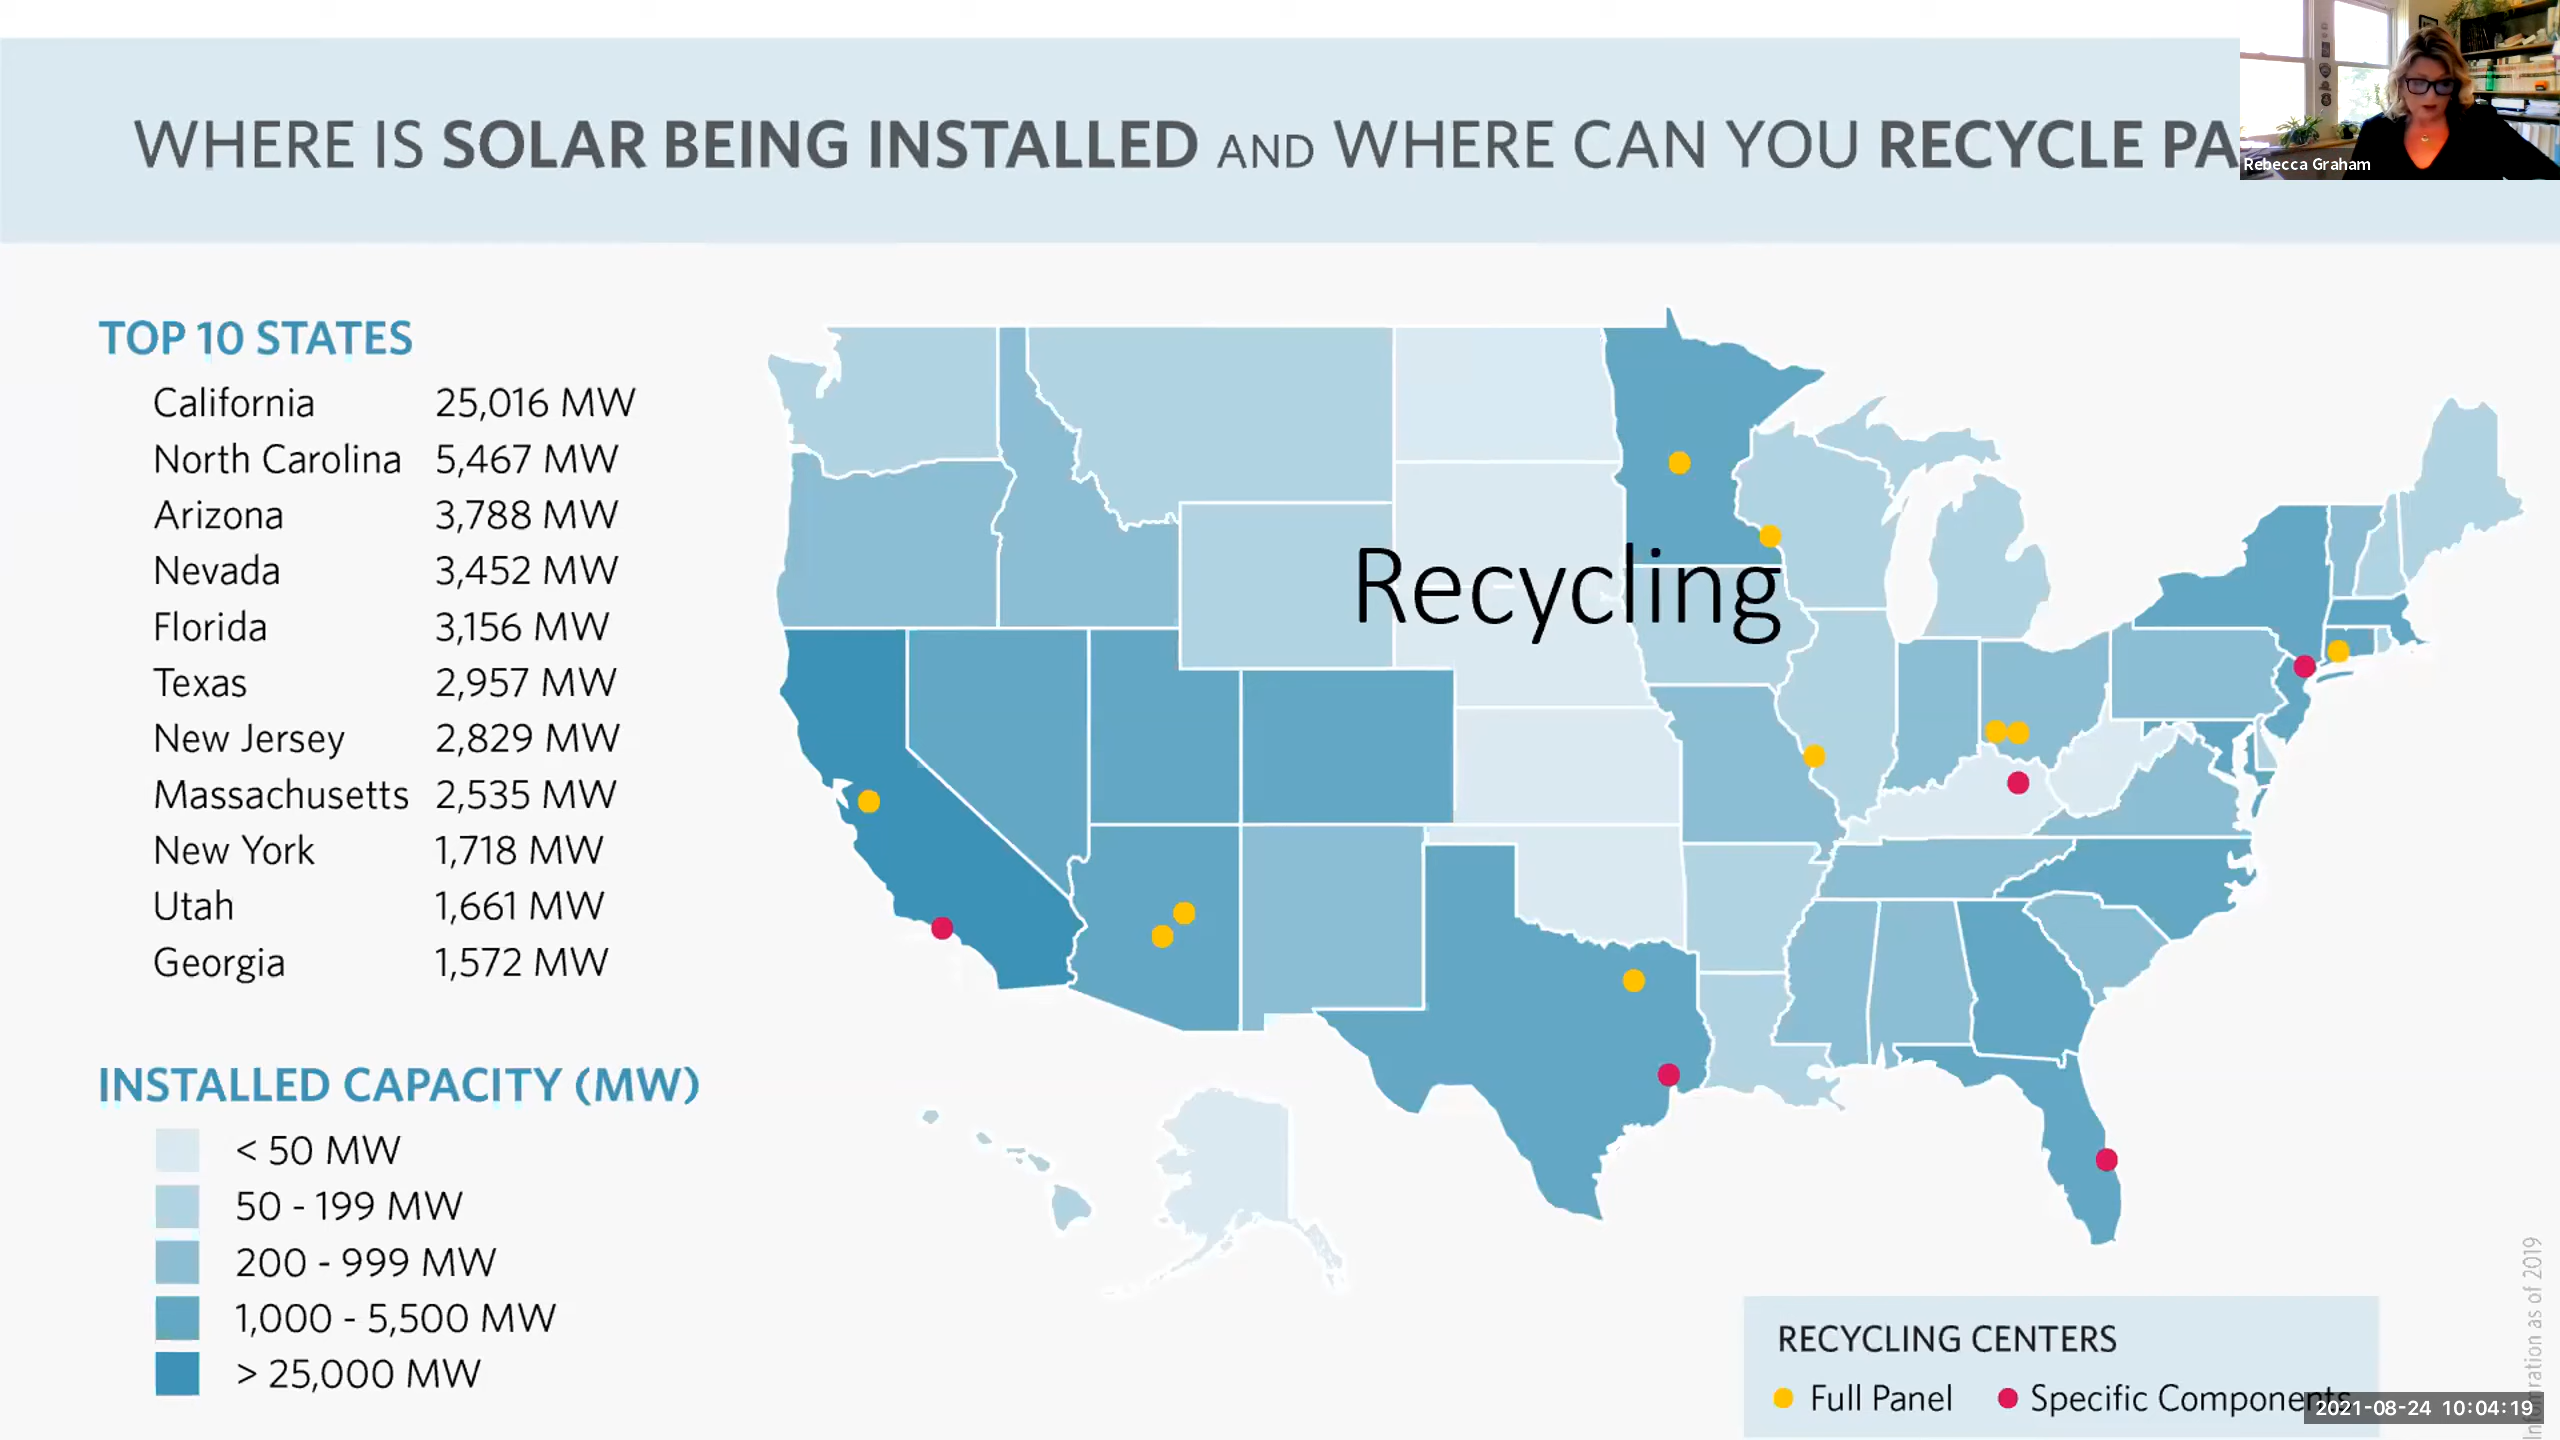 WHERE IS SOLAR BEING INSTALLED AND WHERE CAN YOU RECYCLE PA
Rebecca Graham
TOP 10 STATES
California 25,016 MW
North Carolina 5,467 MW
Arizona 3,788 MW
Nevada 3,452 MW
Florida 3,156 MW
Texas 2,957 MW
New Jersey 2,829 MW
Massachusetts 2,535 MW
New York 1,718 MW
Utah 1,661 MW
Georgia 1,572 MW
Recycling
INSTALLED CAPACITY (MW)
< 50 MW
50 - 199 MW
200 - 999 MW
1,000 - 5,500 MW
> 25,000 MW
RECYCLING CENTERS
Full Panel Specific Components
2021-08-24 10:04:19
Information as of 2019